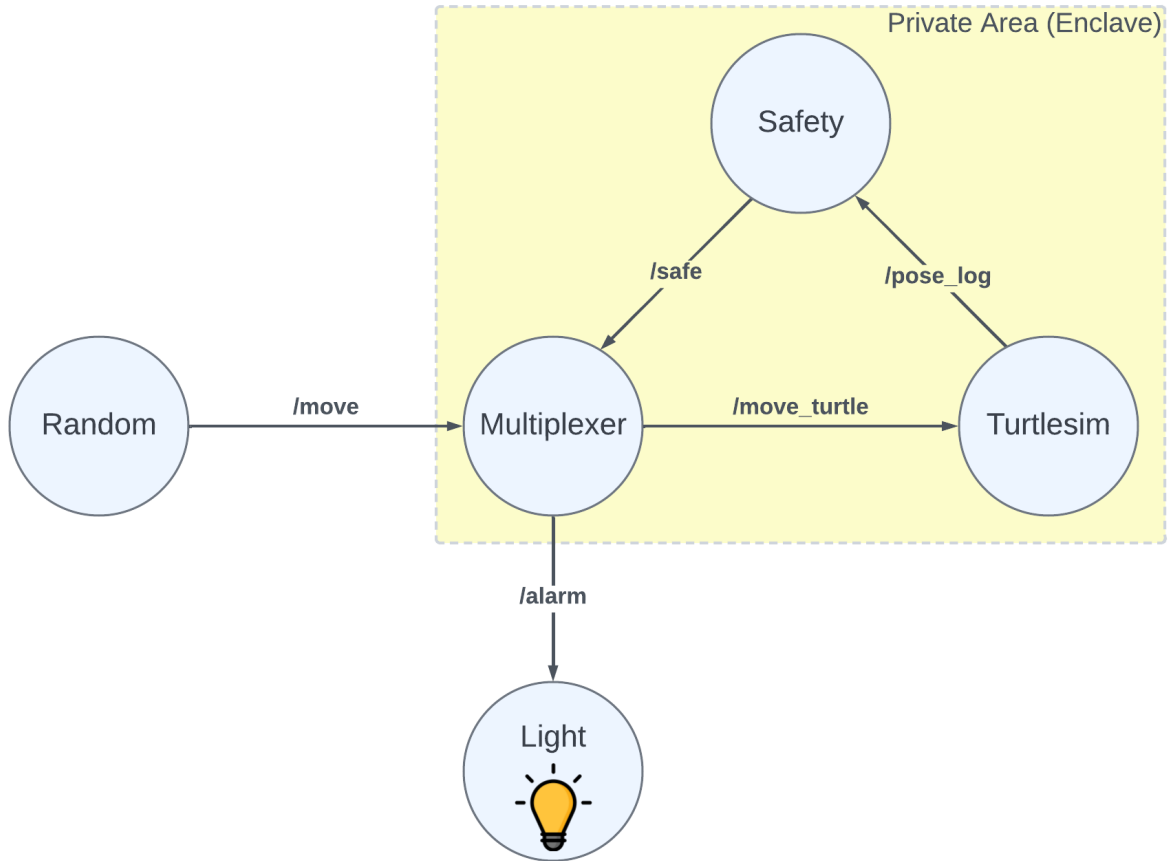 Private Area (Enclave)
Safety
/safe
/pose_log
Random
/move
Multiplexer
/move_turtle
Turtlesim
/alarm
Light